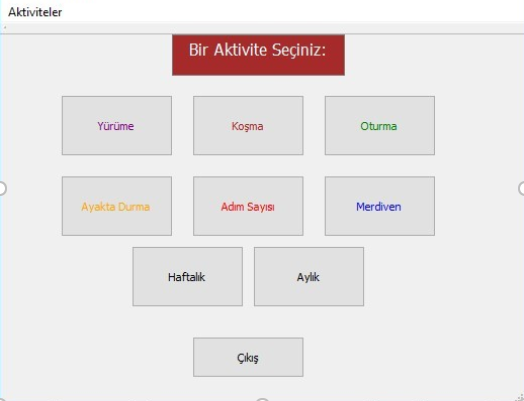 Aktiviteler
Bir Aktivite Seçiniz:
Yürüme
Koşma
Oturma
Ayakta Durma
Adım Sayısı
Merdiven
Haftalık
Aylık
Çıkış